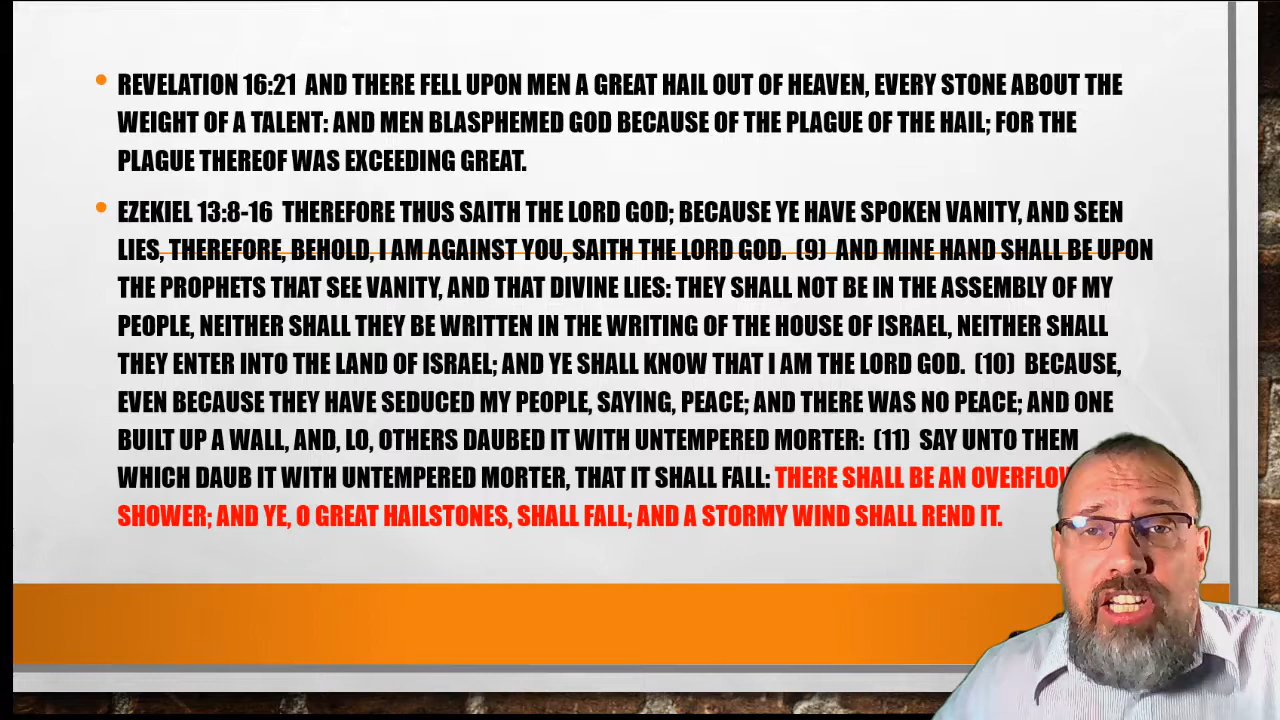 REVELATION 16:21 AND THERE FELL UPON MEN A GREAT HAIL OUT OF HEAVEN, EVERY STONE ABOUT THE
WEIGHT OF A TALENT: AND MEN BLASPHEMED GOD BECAUSE OF THE PLAGUE OF THE HAIL; FOR THE
PLAGUE THEREOF WAS EXCEEDING GREAT.
EZEKIEL 13:8-16 THEREFORE THUS SAITH THE LORD GOD; BECAUSE YE HAVE SPOKEN VANITY, AND SEEN
LIES, THEREFORE, BEHOLD, I AM AGAINST YOU, SAITH THE LORD GOD. (9) AND MINE HAND SHALL BE UPON
THE PROPHETS THAT SEE VANITY, AND THAT DIVINE LIES: THEY SHALL NOT BE IN THE ASSEMBLY OF MY
PEOPLE, NEITHER SHALL THEY BE WRITTEN IN THE WRITING OF THE HOUSE OF ISRAEL, NEITHER SHALL
THEY ENTER INTO THE LAND OF ISRAEL; AND YE SHALL KNOW THAT I AM THE LORD GOD. (10) BECAUSE,
EVEN BECAUSE THEY HAVE SEDUCED MY PEOPLE, SAYING, PEACE; AND THERE WAS NO PEACE; AND ONE
BUILT UP A WALL, AND, LO, OTHERS DAUBED IT WITH UNTEMPERED MORTER: (11) SAY UNTO THEM
WHICH DAUB IT WITH UNTEMPERED MORTER, THAT IT SHALL FALL: THERE SHALL BE AN
SHOWER; AND YE, O GREAT HAILSTONES, SHALL FALL; AND A STORMY WIND SHALL REND IT.